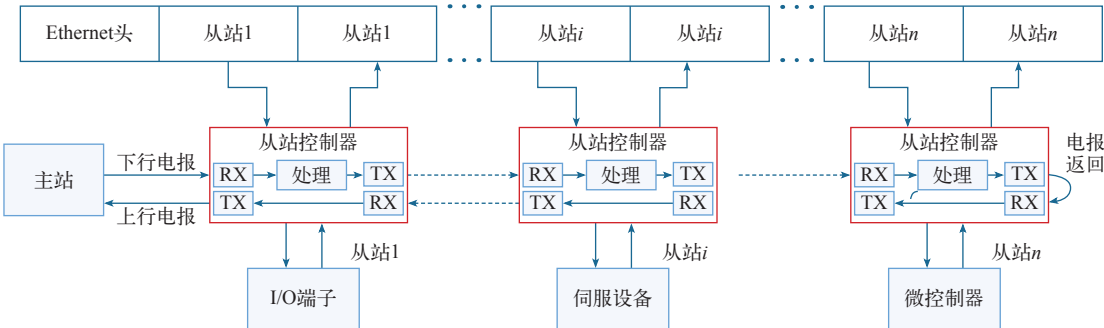 Ethernet头 从站1 从站1 从站i 从站i 从站n 从站n
从站控制器 从站控制器 从站控制器
主站
下行电报
上行电报
RX 处理 TX
TX RX
RX 处理 TX
TX RX
RX 处理 TX
TX RX
电报
返回
从站1 从站i 从站n
I/O端子 伺服设备 微控制器